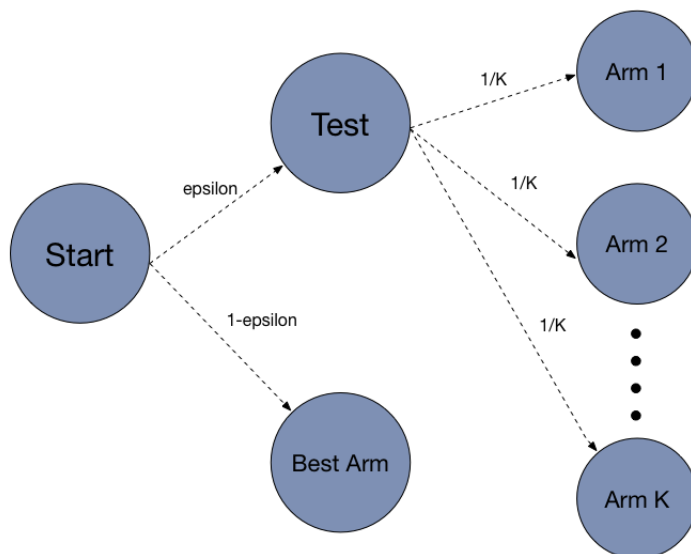 Arm 1
1/K
Test
epsilon
1/K
Arm 2
Start
1-epsilon
1/K
Best Arm
Arm K